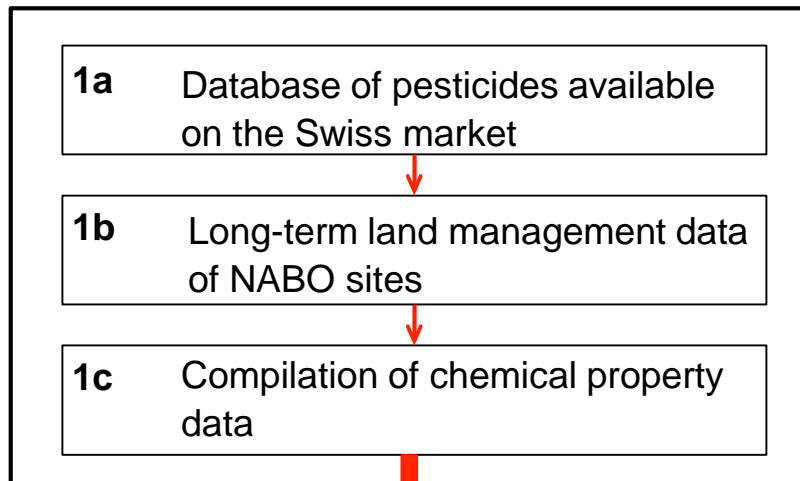 1a Database of pesticides available
on the Swiss market
1b Long-term land management data
of NABO sites
1c Compilation of chemical property
data